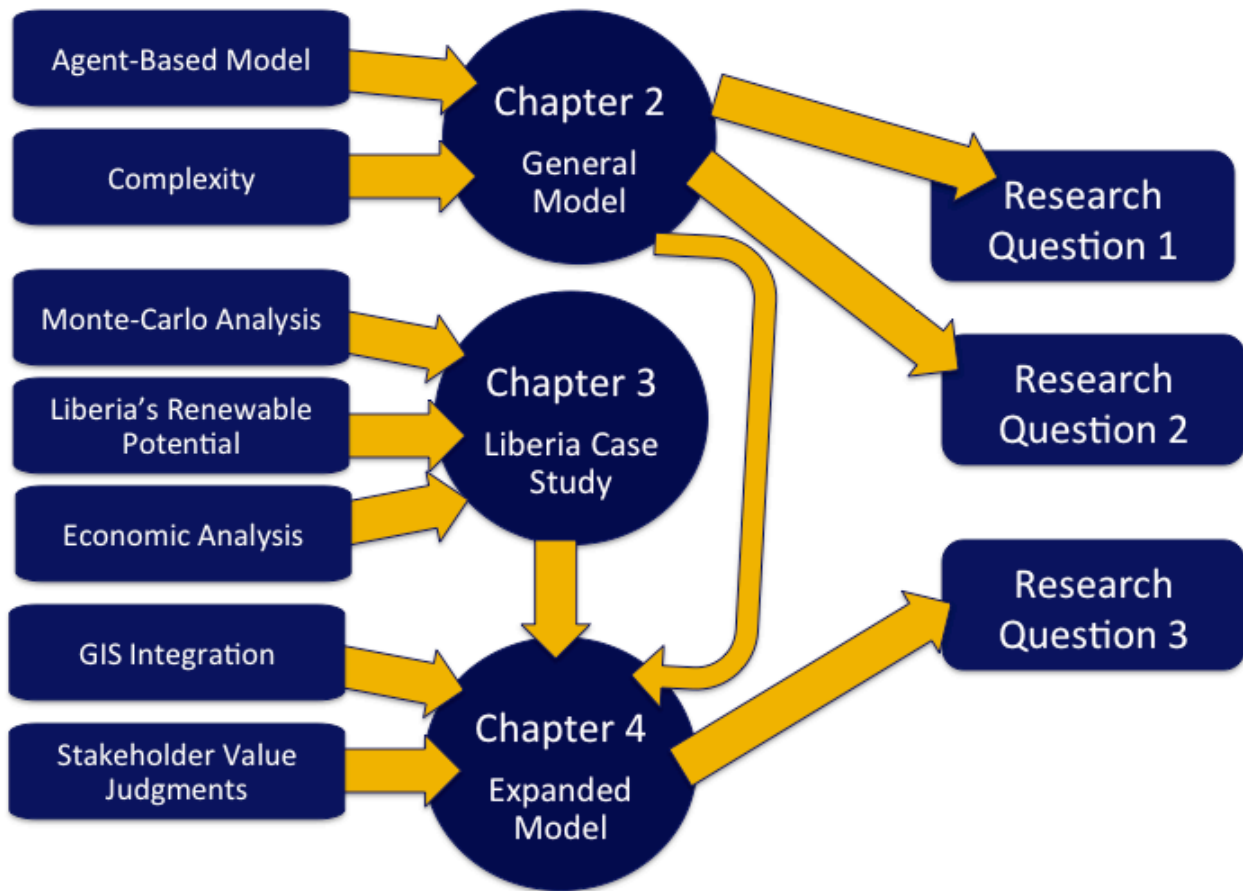 Agent-Based Model
Complexity
Chapter 2
General
Model
Research
Question 1
Monte-Carlo Analysis
Liberia's Renewable
Potential
Economic Analysis
Chapter 3
Liberia Case
Study
Research
Question 2
GIS Integration
Stakeholder Value
Judgments
Chapter 4
Expanded
Model
Research
Question 3